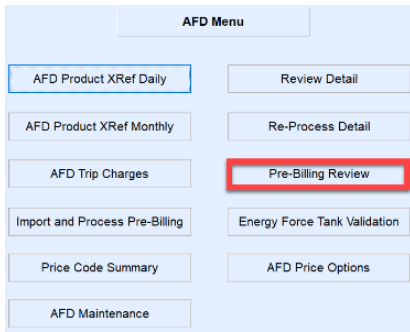 AFD Menu
AFD Product XRef Daily
Review Detail
AFD Product XRef Monthly
Re-Process Detail
AFD Trip Charges
Pre-Billing Review
Import and Process Pre-Billing
Energy Force Tank Validation
Price Code Summary
AFD Price Options
AFD Maintenance